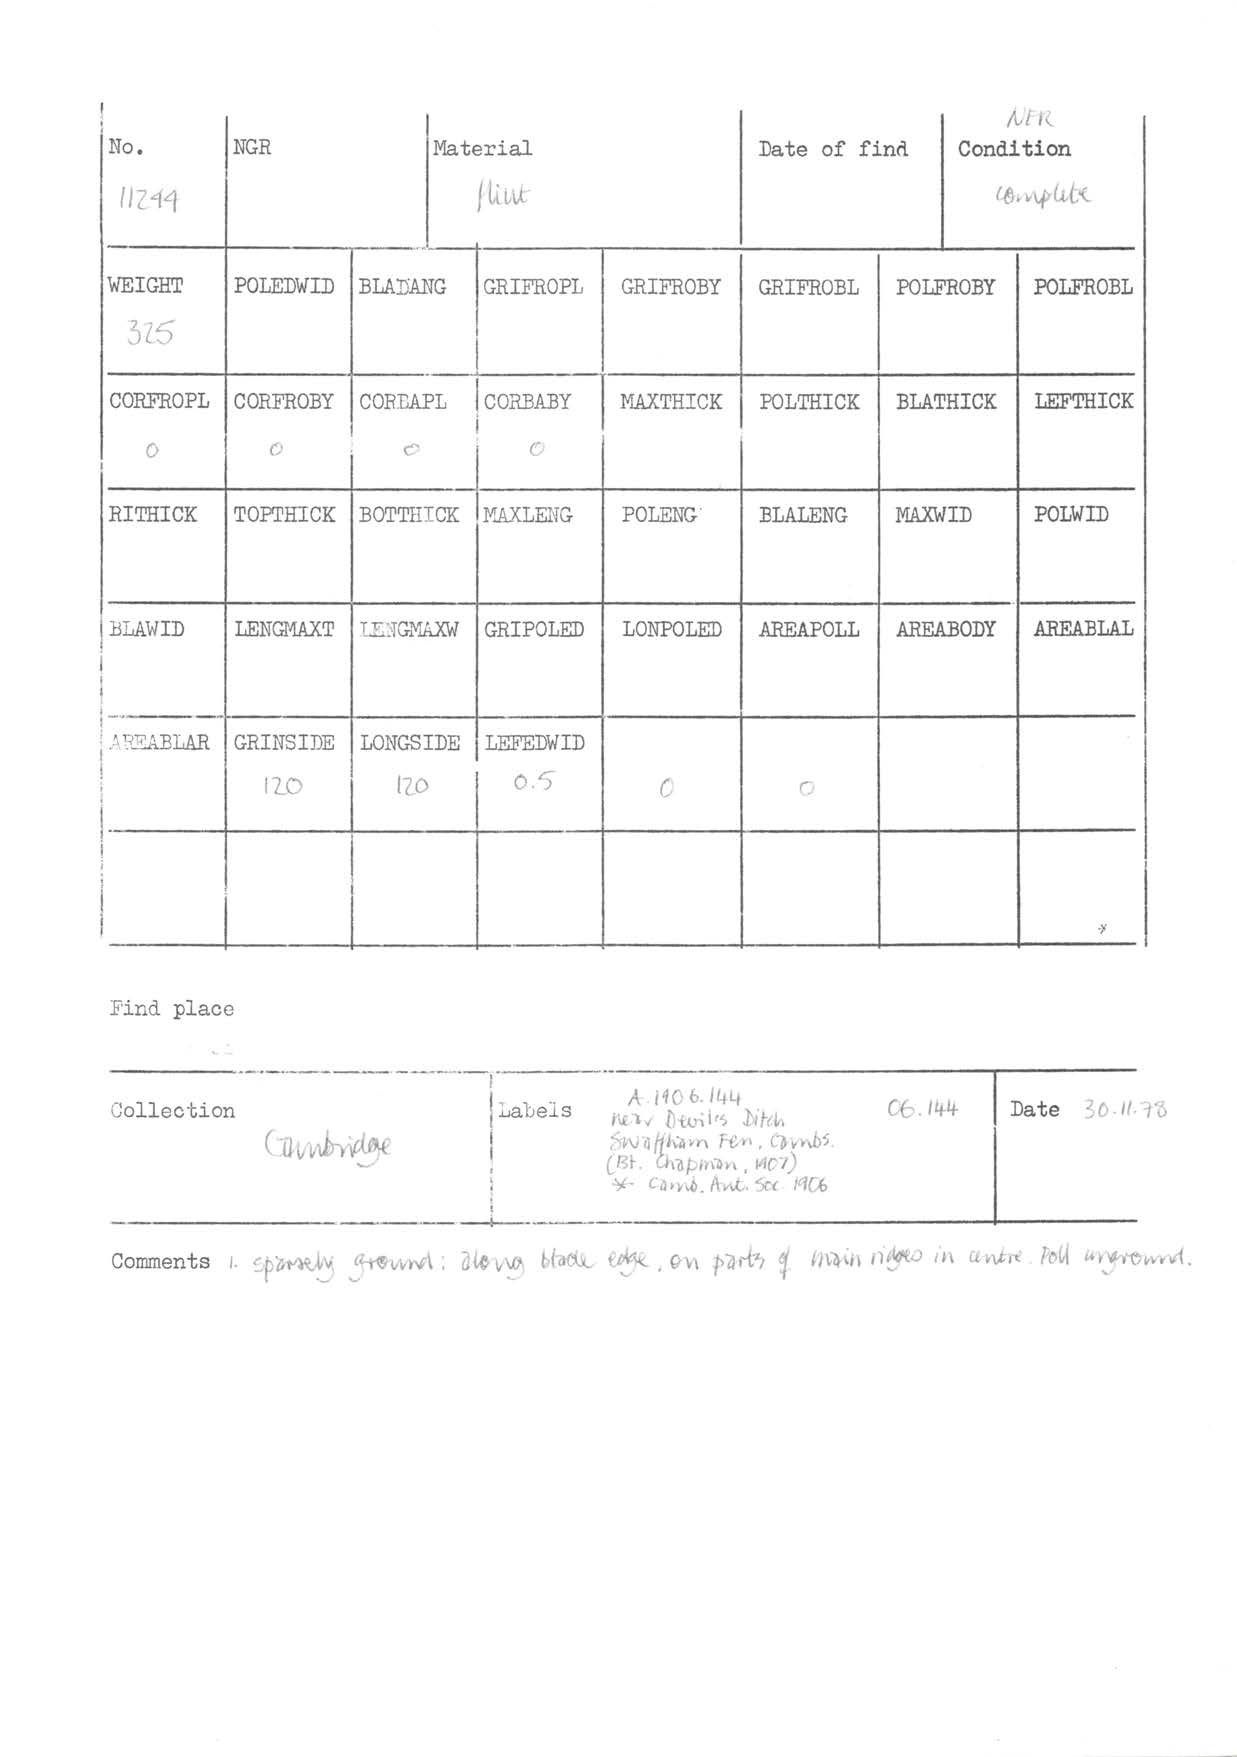 NFR
No. NGR Material Date of find Condition
11244 flint complete
WEIGHT POLEDWID BLADANG GRIFROPL GRIFROBY GRIFROBL POLFROBY POLFROBL
325
CORFROPL CORFROBY CORBAPL CORBABY MAXTHICK POLTHICK BLATHICK LEFTHICK
0 0 0 0
RITHICK TOPTHICK BOTTHICK MAXLENG POLENG BLALENG MAXWID POLWID
BLAWID LENGMAXT LENGMAXW GRIPOLED LONPOLED AREAPOLL AREABODY AREABLAL
AREABLAR GRINSIDE LONGSIDE LEFEDWID
120 120 0.5 0 0
*
Find place
Collection Cambridge
Labels A.1906.144 06.144
near Devil's Ditch
Swaffham Fen, Cambs.
(Bt. Chapman, 1907)
* Camb. Ant. Soc 1906
Date 30.11.78
Comments 1. sparsely ground: along blade edge, on parts of main ridges in centre. Poll unground.